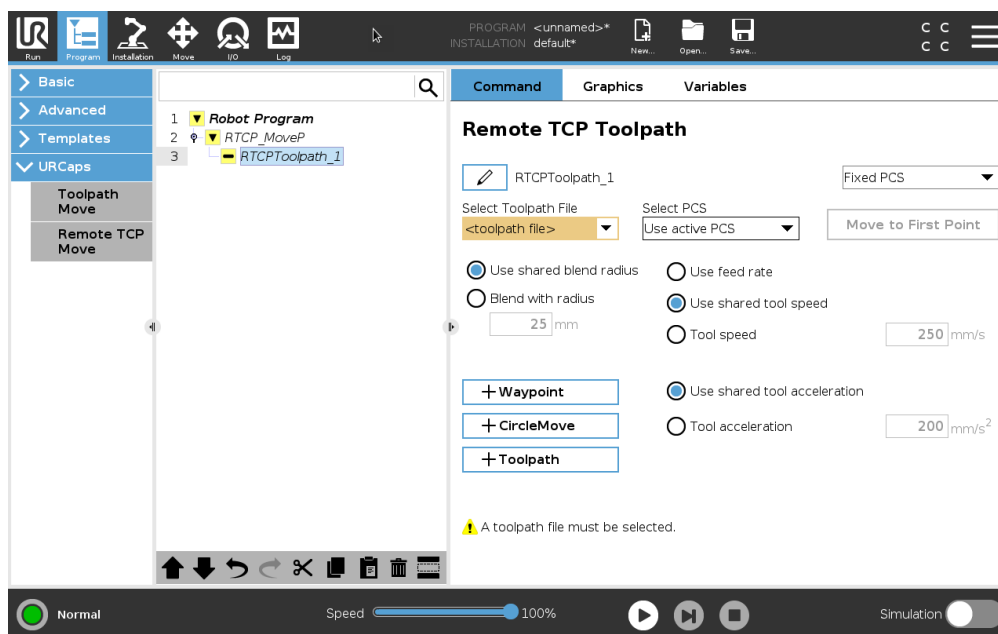 PROGRAM <unnamed>*
INSTALLATION default*
UR
Run
Program
Installation
Move
I/O
Log
New...
Open...
Save...
C C
C C
Basic
Advanced
Templates
URCaps
Toolpath
Move
Remote TCP
Move
1 Robot Program
2 RTCP_MoveP
3 RTCPToolpath_1
Command Graphics Variables
Remote TCP Toolpath
RTCPToolpath_1
Fixed PCS
Select Toolpath File
<toolpath file>
Select PCS
Use active PCS
Move to First Point
Use shared blend radius
Blend with radius
25 mm
Use feed rate
Use shared tool speed
Tool speed 250 mm/s
Waypoint
CircleMove
Toolpath
Use shared tool acceleration
Tool acceleration 200 mm/s²
A toolpath file must be selected.
Normal
Speed 100%
Simulation